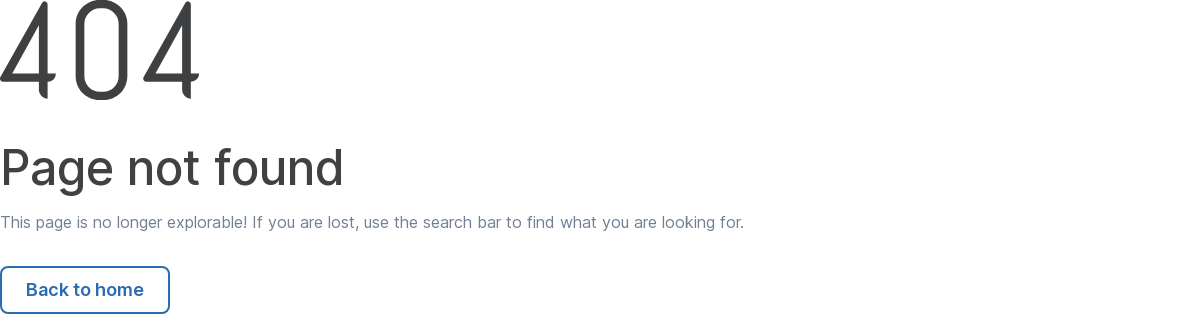 404
Page not found
This page is no longer explorable! If you are lost, use the search bar to find what you are looking for.
Back to home